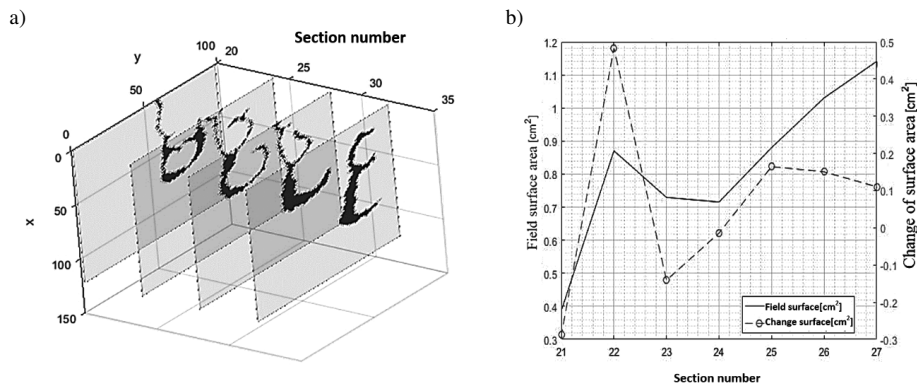 a)
b)
Section number
y
x
0
50
100
0
50
100
150
20
25
30
35
Field surface area [cm²]
1.2
1.1
1
0.9
0.8
0.7
0.6
0.5
0.4
0.3
Change of surface area [cm²]
0.5
0.4
0.3
0.2
0.1
0
-0.1
-0.2
-0.3
Field surface[cm²]
Change surface[cm²]
21 22 23 24 25 26 27
Section number